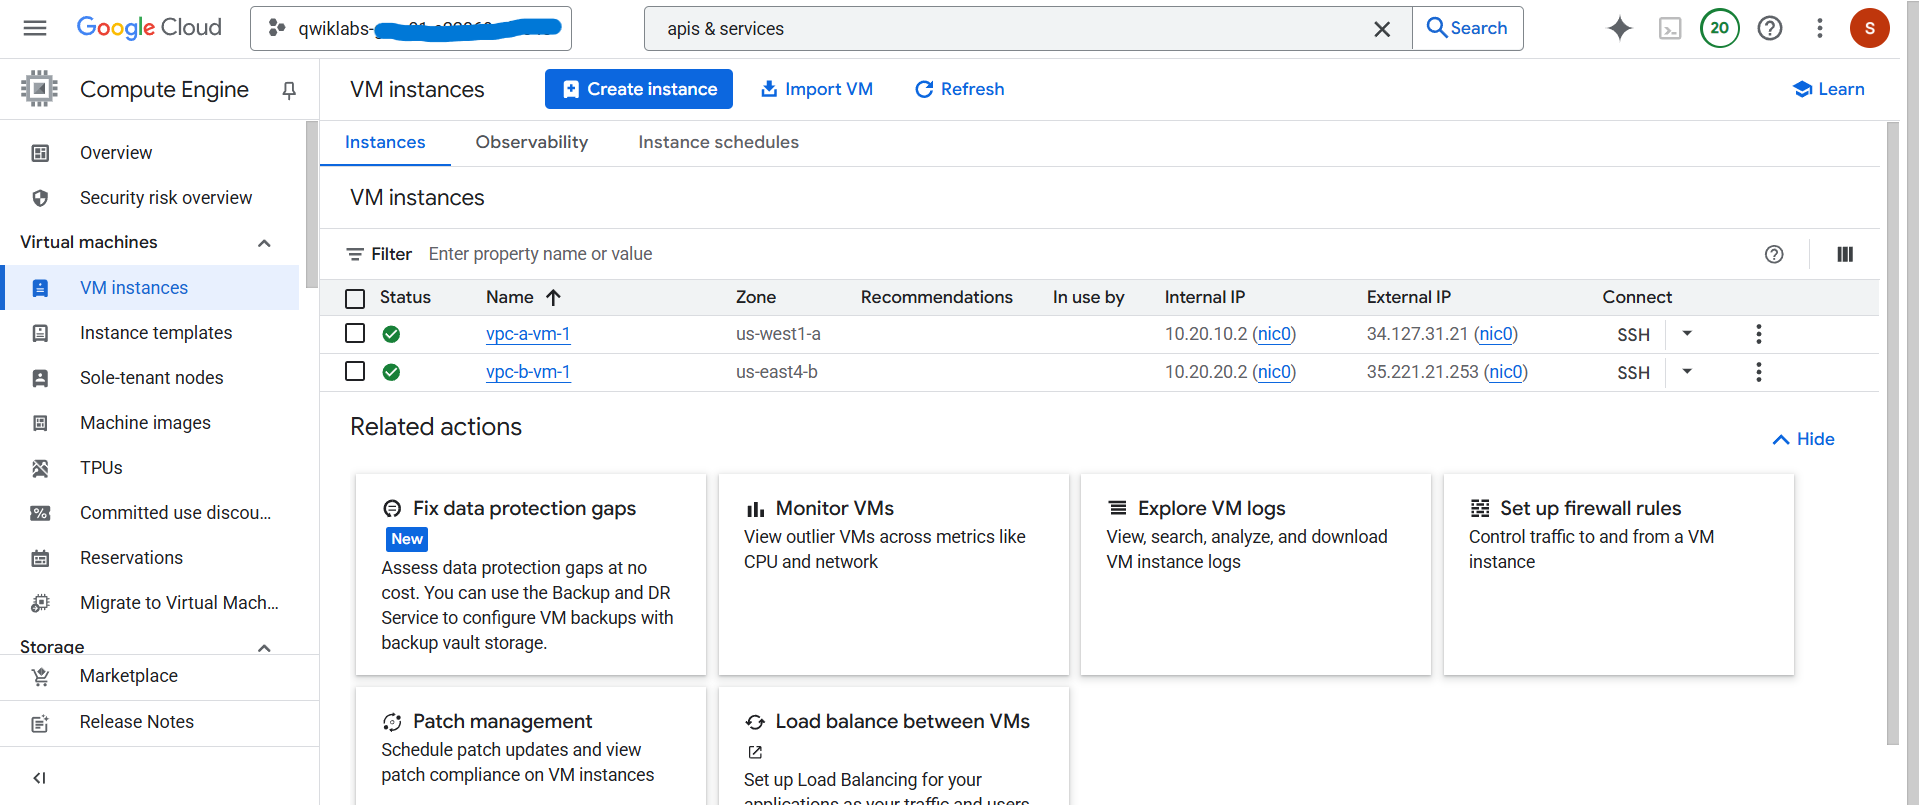 Google Cloud
qwiklabs-
apis & services
Search
20
S
Compute Engine
VM instances
Create instance
Import VM
Refresh
Learn
Overview
Security risk overview
Virtual machines
VM instances
Instance templates
Sole-tenant nodes
Machine images
TPUs
Committed use discou...
Reservations
Migrate to Virtual Mach...
Storage
Marketplace
Release Notes
Instances Observability Instance schedules
VM instances
Filter Enter property name or value
Status Name Zone Recommendations In use by Internal IP External IP Connect
vpc-a-vm-1 us-west1-a 10.20.10.2 (nic0) 34.127.31.21 (nic0) SSH
vpc-b-vm-1 us-east4-b 10.20.20.2 (nic0) 35.221.21.253 (nic0) SSH
Related actions
Hide
Fix data protection gaps
New
Assess data protection gaps at no
cost. You can use the Backup and DR
Service to configure VM backups with
backup vault storage.
Monitor VMs
View outlier VMs across metrics like
CPU and network
Explore VM logs
View, search, analyze, and download
VM instance logs
Set up firewall rules
Control traffic to and from a VM
instance
Patch management
Schedule patch updates and view
patch compliance on VM instances
Load balance between VMs
Set up Load Balancing for your
applications as your traffic and users